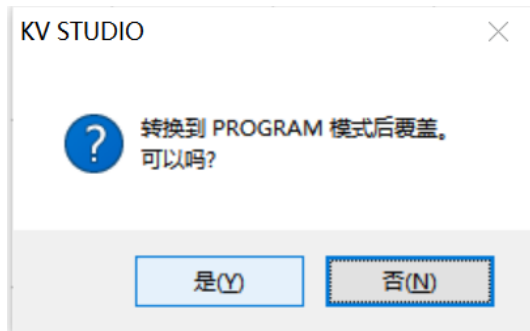 KV STUDIO
转换到 PROGRAM 模式后覆盖。
可以吗?
是(Y)
否(N)